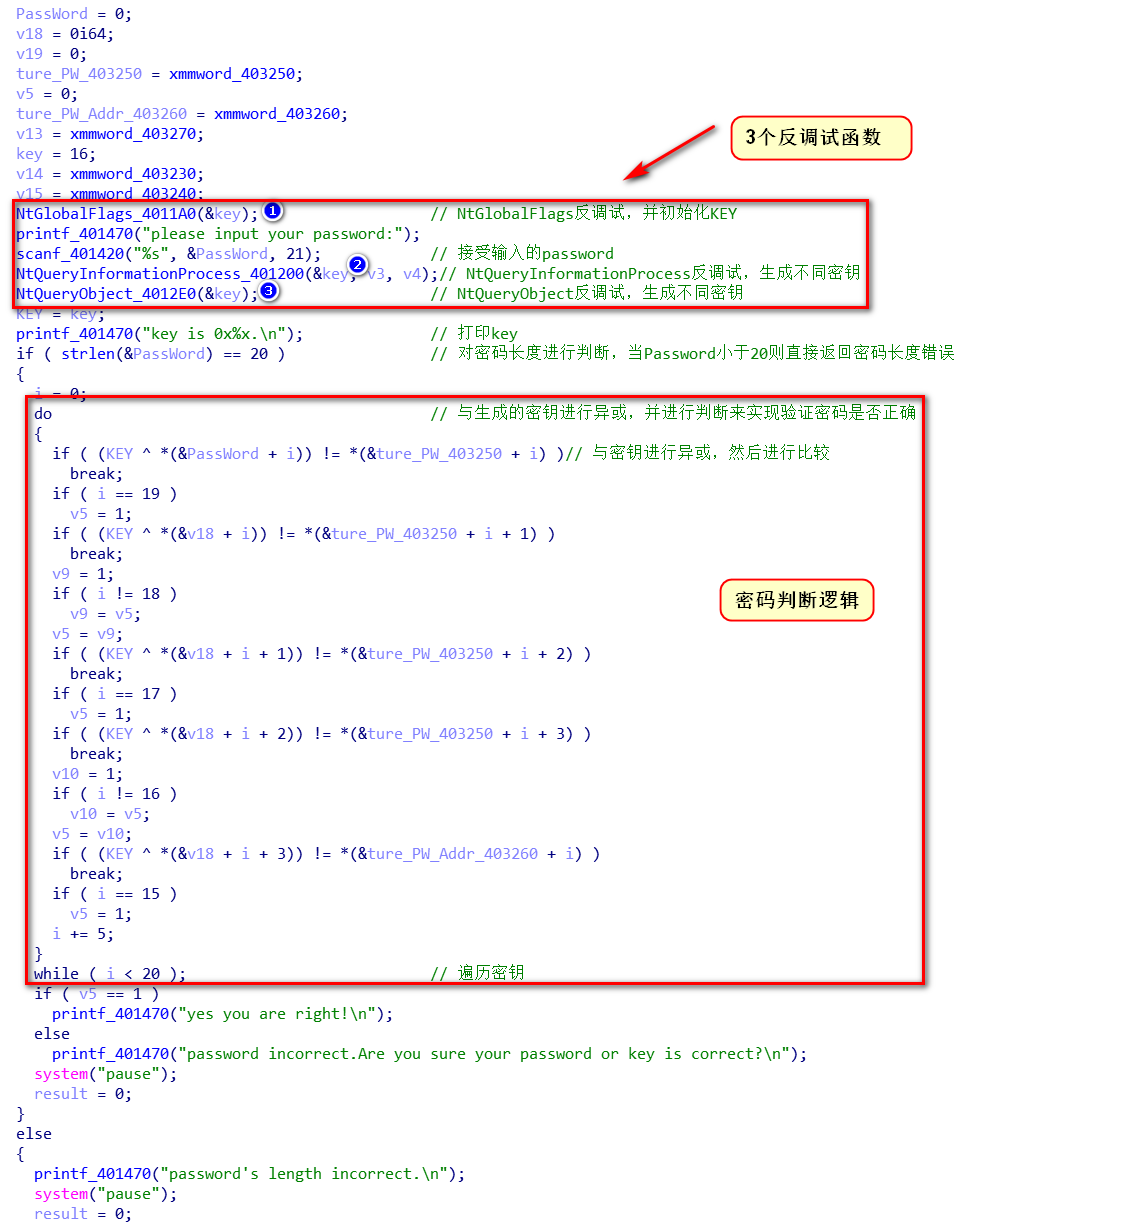 PassWord = 0;
v18 = 0i64;
v19 = 0;
ture_PW_403250 = xmmword_403250;
v5 = 0;
ture_PW_Addr_403260 = xmmword_403260;
v13 = xmmword_403270;
3个反调试函数
key = 16;
v14 = xmmword_403230;
v15 = xmmword_403240;
NtGlobalFlags_4011A0(&key); 1 // NtGlobalFlags反调试，并初始化KEY
printf_401470("please input your password:");
scanf_401420("%s", &PassWord, 21); // 接受输入的password
NtQueryInformationProcess_401200(&key, 2 v3, v4);// NtQueryInformationProcess反调试，生成不同密钥
NtQueryObject_4012E0(&key); 3 // NtQueryObject反调试，生成不同密钥
KEY = key;
printf_401470("key is 0x%x.\n"); // 打印key
if ( strlen(&PassWord) == 20 ) // 对密码长度进行判断，当Password小于20则直接返回密码长度错误
{
i = 0;
do // 与生成的密钥进行异或，并进行判断来实现验证密码是否正确
{
if ( (KEY ^ *(&PassWord + i)) != *(&ture_PW_403250 + i) )// 与密钥进行异或，然后进行比较
break;
if ( i == 19 )
v5 = 1;
if ( (KEY ^ *(&v18 + i)) != *(&ture_PW_403250 + i + 1) )
break;
v9 = 1;
if ( i != 18 )
密码判断逻辑
v9 = v5;
v5 = v9;
if ( (KEY ^ *(&v18 + i + 1)) != *(&ture_PW_403250 + i + 2) )
break;
if ( i == 17 )
v5 = 1;
if ( (KEY ^ *(&v18 + i + 2)) != *(&ture_PW_403250 + i + 3) )
break;
v10 = 1;
if ( i != 16 )
v10 = v5;
v5 = v10;
if ( (KEY ^ *(&v18 + i + 3)) != *(&ture_PW_Addr_403260 + i) )
break;
if ( i == 15 )
v5 = 1;
i += 5;
}
while ( i < 20 ); // 遍历密钥
if ( v5 == 1 )
printf_401470("yes you are right!\n");
else
printf_401470("password incorrect.Are you sure your password or key is correct?\n");
system("pause");
result = 0;
}
else
{
printf_401470("password's length incorrect.\n");
system("pause");
result = 0;